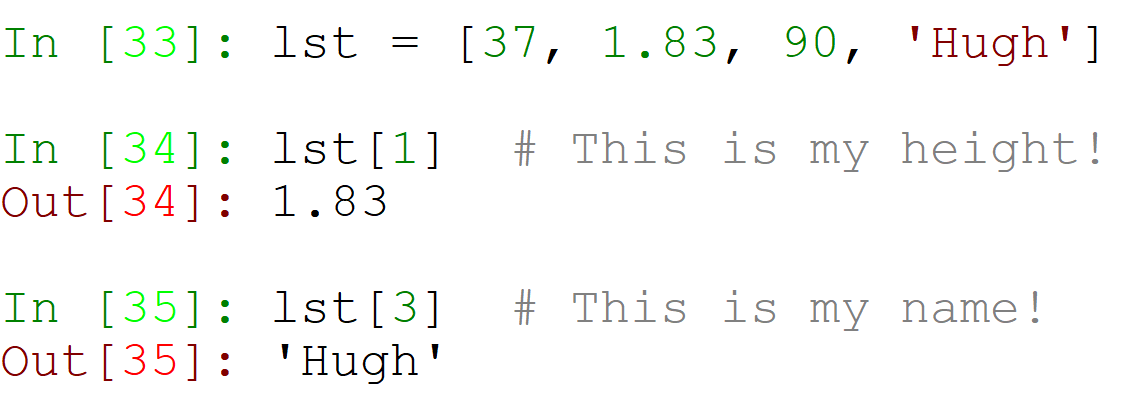 In [33]: lst = [37, 1.83, 90, 'Hugh']
In [34]: lst[1]  # This is my height!
Out[34]: 1.83
In [35]: lst[3]  # This is my name!
Out[35]: 'Hugh'